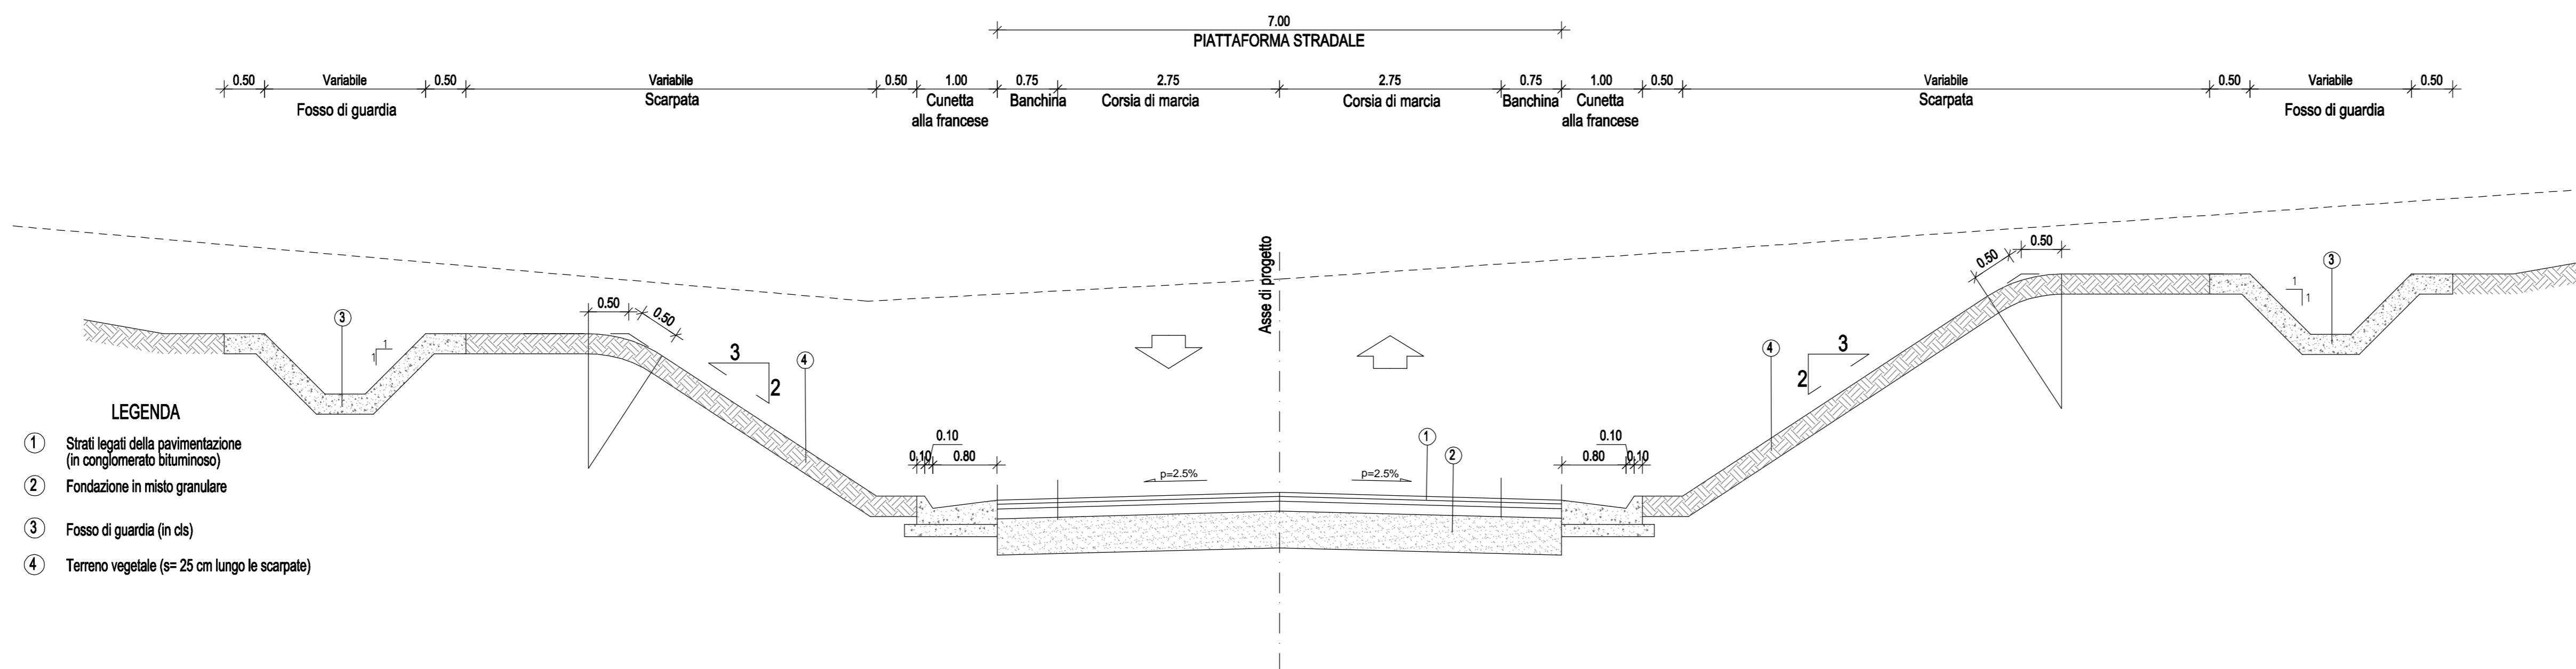 7.00
PIATTAFORMA STRADALE
0.50 Variabile 0.50 Variabile 0.50 1.00 0.75 2.75 2.75 0.75 1.00 0.50 Variabile 0.50 Variabile 0.50
Fosso di guardia Scarpata Cunetta Banchina Corsia di marcia Corsia di marcia Banchina Cunetta Scarpata Fosso di guardia
alla francese alla francese
Asse di progetto
0.50 0.50
3
1
1
0.50 0.50
3
1
1
3
2
4
3
2
4
LEGENDA
1 Strati legati della pavimentazione
(in conglomerato bituminoso)
2 Fondazione in misto granulare
3 Fosso di guardia (in cls)
4 Terreno vegetale (s= 25 cm lungo le scarpate)
0.10
0.10 0.80
p=2.5% p=2.5%
1
2
0.10
0.80 0.10